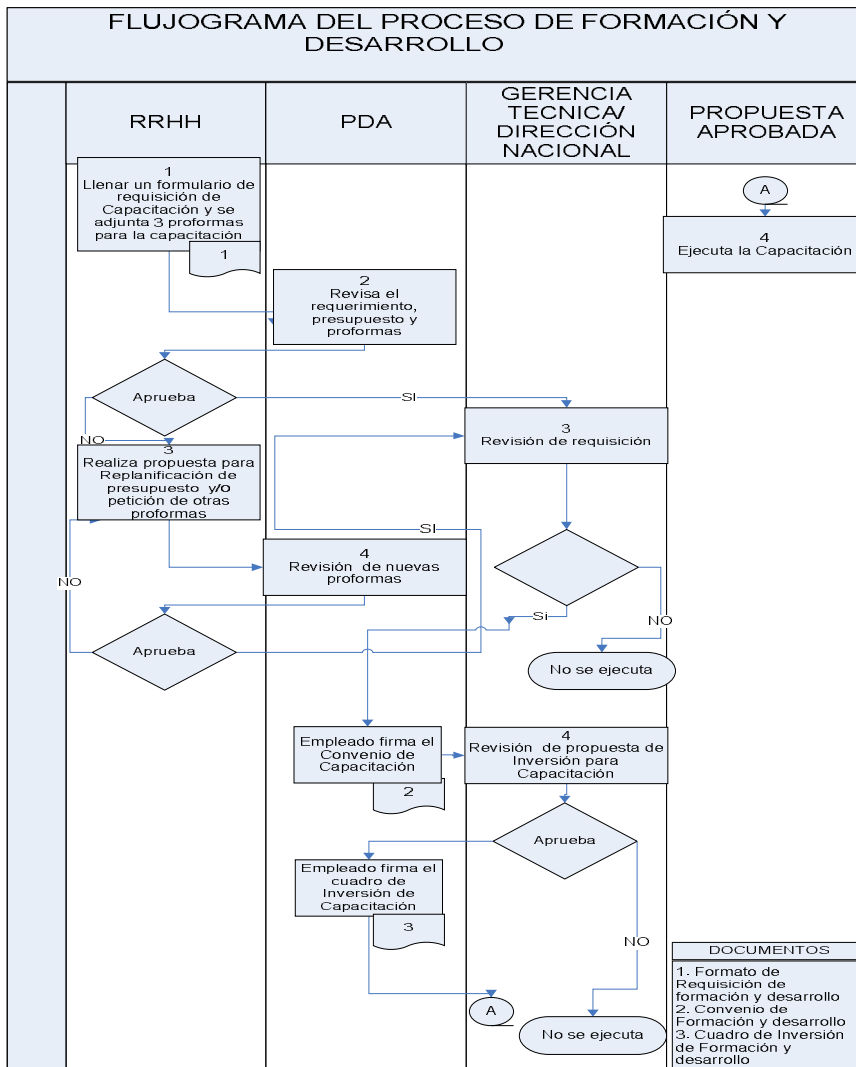 FLUJOGRAMA DEL PROCESO DE FORMACIÓN Y
DESARROLLO
RRHH
PDA
GERENCIA
TECNICA/
DIRECCIÓN
NACIONAL
PROPUESTA
APROBADA
1
Llenar un formulario de
requisición de
Capacitación y se
adjunta 3 proformas
para la capacitación
1
A
4
Ejecuta la Capacitación
2
Revisa el
requerimiento,
presupuesto y
proformas
Aprueba
SI
NO
3
Revisión de requisición
3
Realiza propuesta para
Replanificación de
presupuesto y/o
petición de otras
proformas
SI
4
Revisión de nuevas
proformas
NO
Si
NO
Aprueba
No se ejecuta
Empleado firma el
Convenio de
Capacitación
2
4
Revisión de propuesta de
Inversión para
Capacitación
Aprueba
Empleado firma el
cuadro de
Inversión de
Capacitación
3
NO
A
No se ejecuta
DOCUMENTOS
1. Formato de
Requisición de
formación y desarrollo
2. Convenio de
Formación y desarrollo
3. Cuadro de Inversión
de Formación y
desarrollo